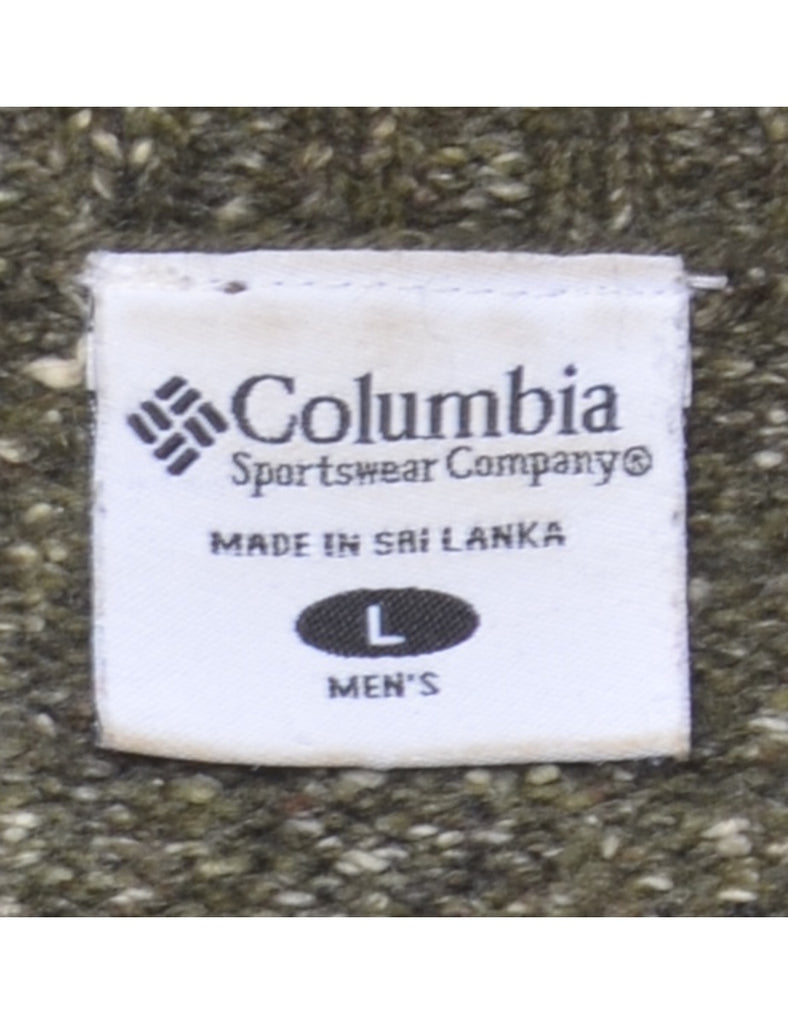 Columbia
Sportswear Company®
MADE IN SRI LANKA
L
MEN'S